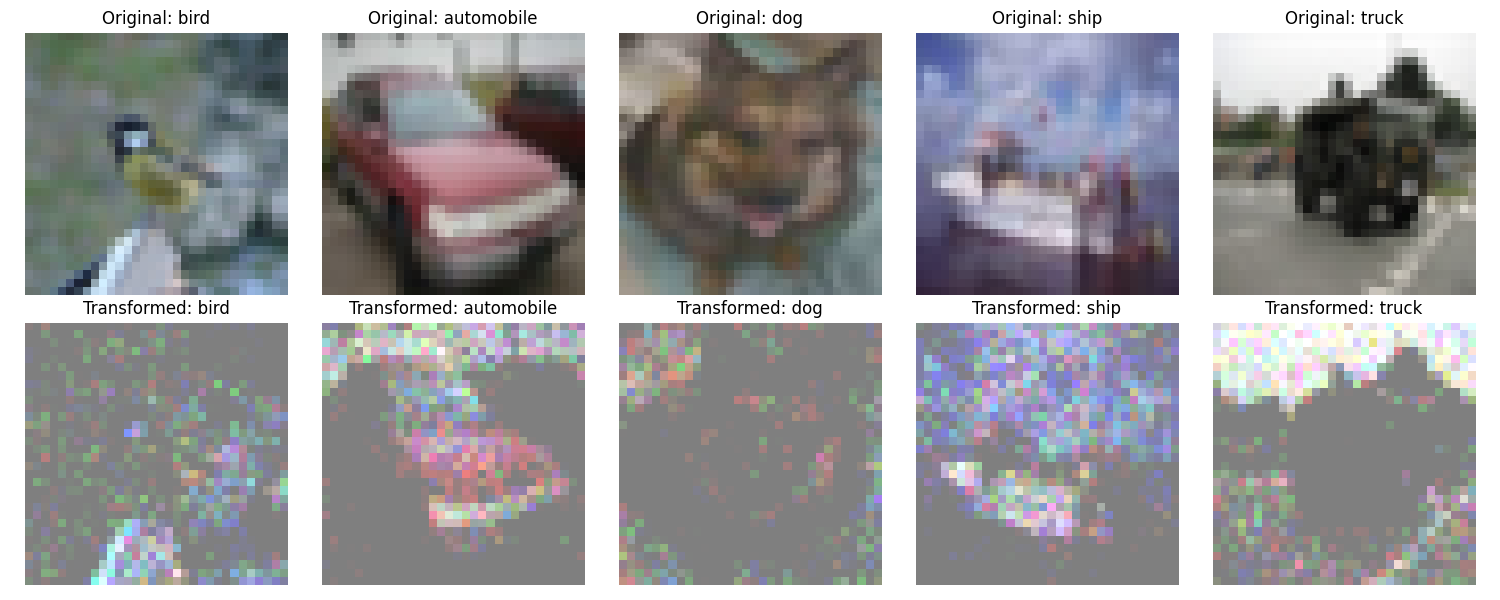 Original: bird
Original: automobile
Original: dog
Original: ship
Original: truck
Transformed: bird
Transformed: automobile
Transformed: dog
Transformed: ship
Transformed: truck